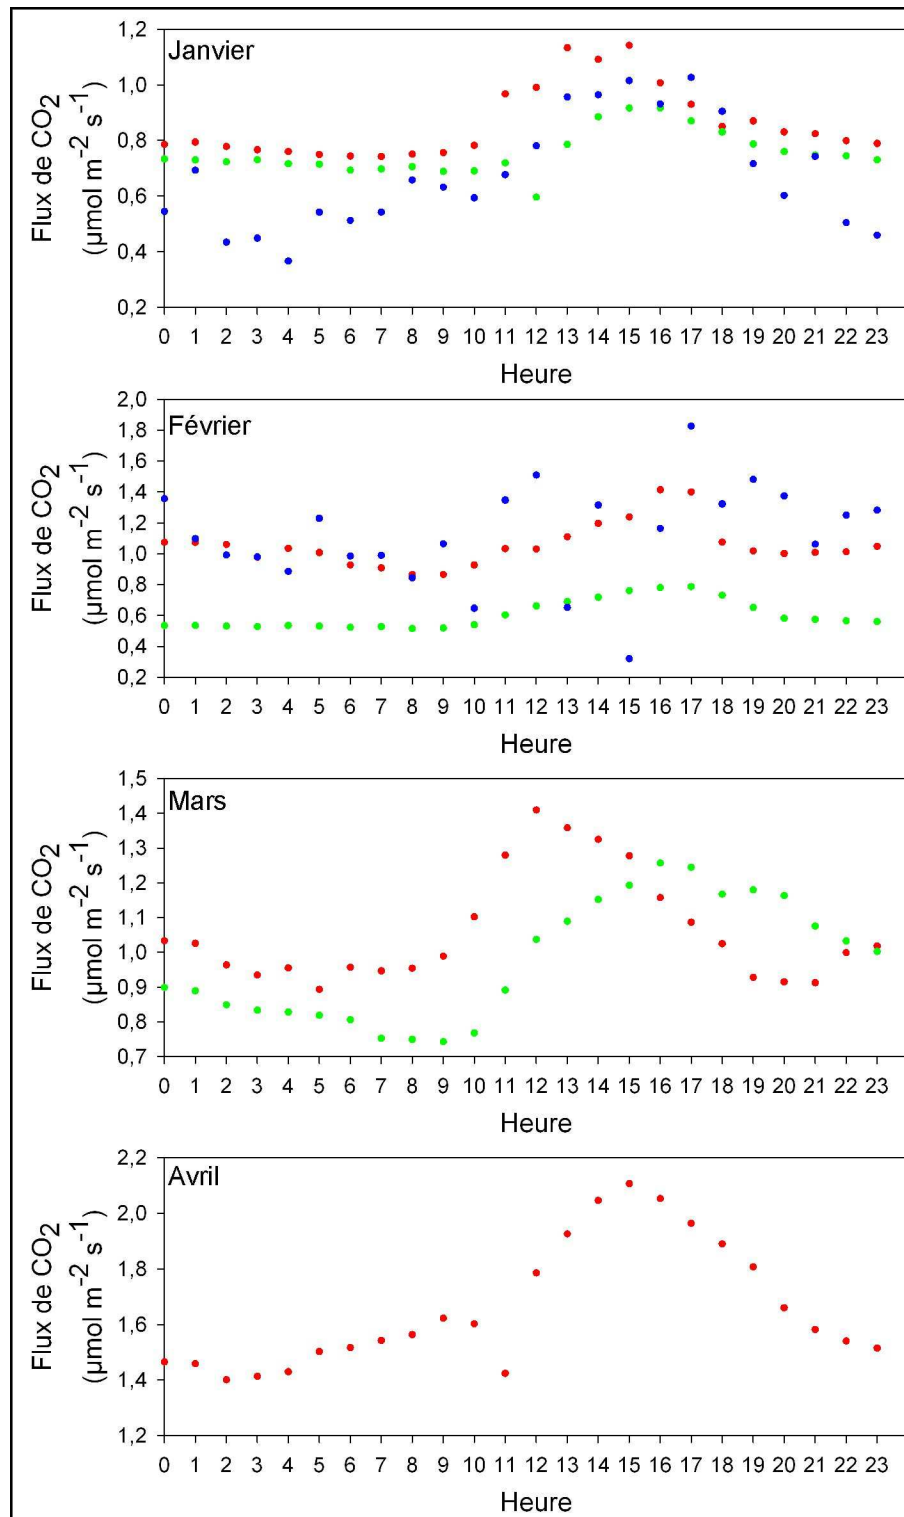 Janvier
Flux de CO2
(µmol m-2 s-1)
1,2
1,0
0,8
0,6
0,4
0,2
0 1 2 3 4 5 6 7 8 9 10 11 12 13 14 15 16 17 18 19 20 21 22 23
Heure
Février
Flux de CO2
(µmol m-2 s-1)
2,0
1,8
1,6
1,4
1,2
1,0
0,8
0,6
0,4
0,2
0 1 2 3 4 5 6 7 8 9 10 11 12 13 14 15 16 17 18 19 20 21 22 23
Heure
Mars
Flux de CO2
(µmol m-2 s-1)
1,5
1,4
1,3
1,2
1,1
1,0
0,9
0,8
0,7
0 1 2 3 4 5 6 7 8 9 10 11 12 13 14 15 16 17 18 19 20 21 22 23
Heure
Avril
Flux de CO2
(µmol m-2 s-1)
2,2
2,0
1,8
1,6
1,4
1,2
0 1 2 3 4 5 6 7 8 9 10 11 12 13 14 15 16 17 18 19 20 21 22 23
Heure